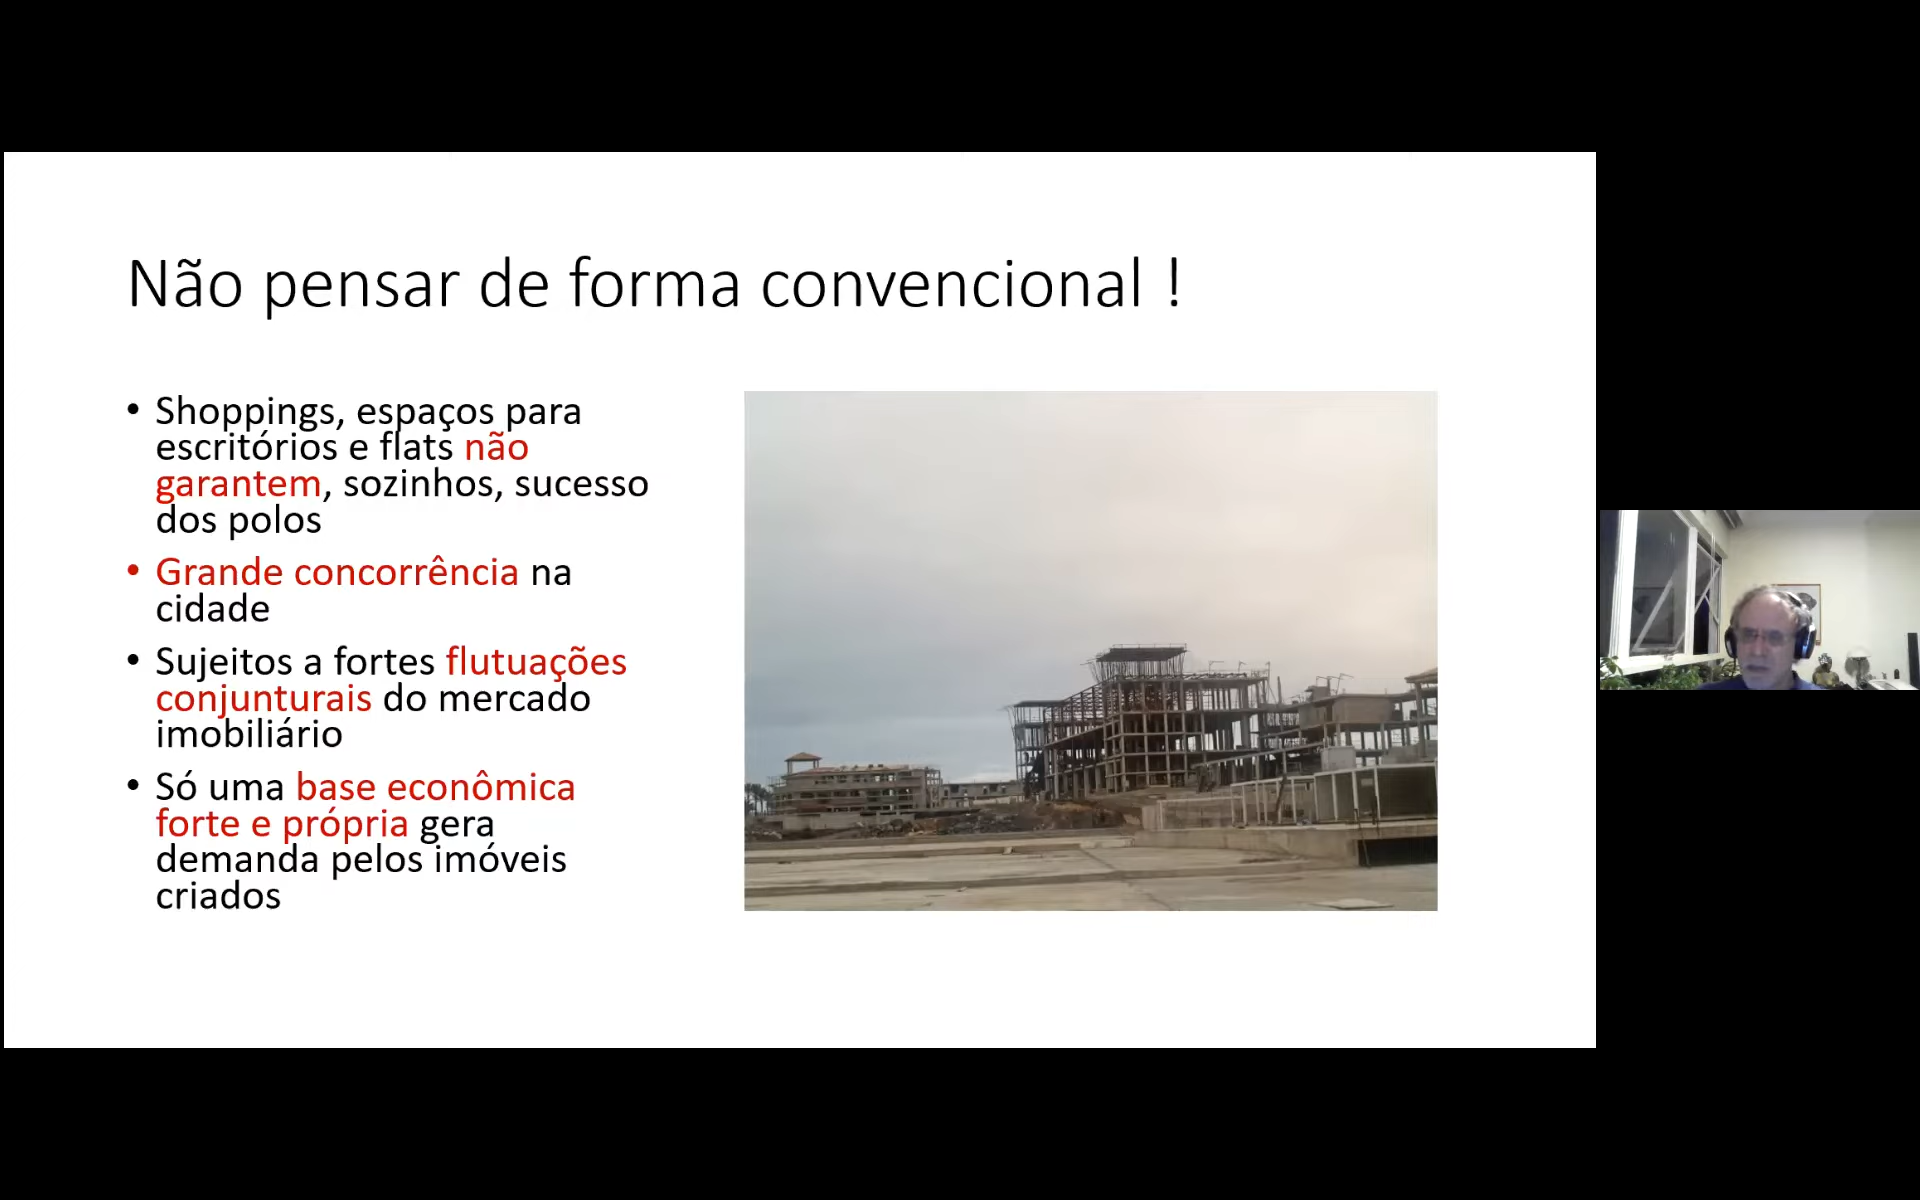 Não pensar de forma convencional !
• Shoppings, espaços para
escritórios e flats não
garantem, sozinhos, sucesso
dos polos
• Grande concorrência na
cidade
• Sujeitos a fortes flutuações
conjunturais do mercado
imobiliário
• Só uma base econômica
forte e própria gera
demanda pelos imóveis
criados